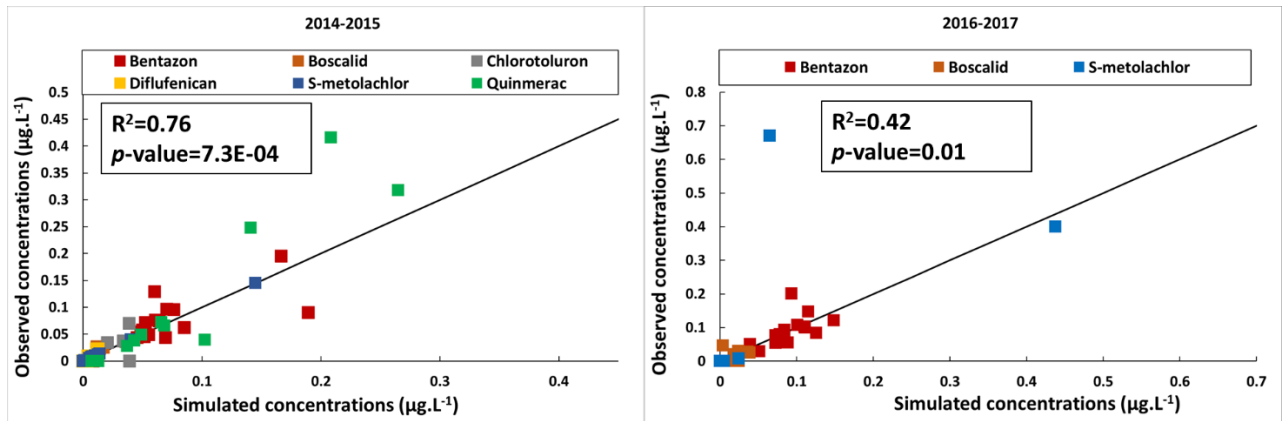 2014-2015
Bentazon Boscalid Chlorotoluron
Diflufenican S-metolachlor Quinmerac
R²=0.76
p-value=7.3E-04
Observed concentrations (µg.L⁻¹)
0.5
0.45
0.4
0.35
0.3
0.25
0.2
0.15
0.1
0.05
0
0 0.1 0.2 0.3 0.4
Simulated concentrations (µg.L⁻¹)
2016-2017
Bentazon Boscalid S-metolachlor
R²=0.42
p-value=0.01
Observed concentrations (µg.L⁻¹)
0.8
0.7
0.6
0.5
0.4
0.3
0.2
0.1
0
0 0.1 0.2 0.3 0.4 0.5 0.6 0.7
Simulated concentrations (µg.L⁻¹)